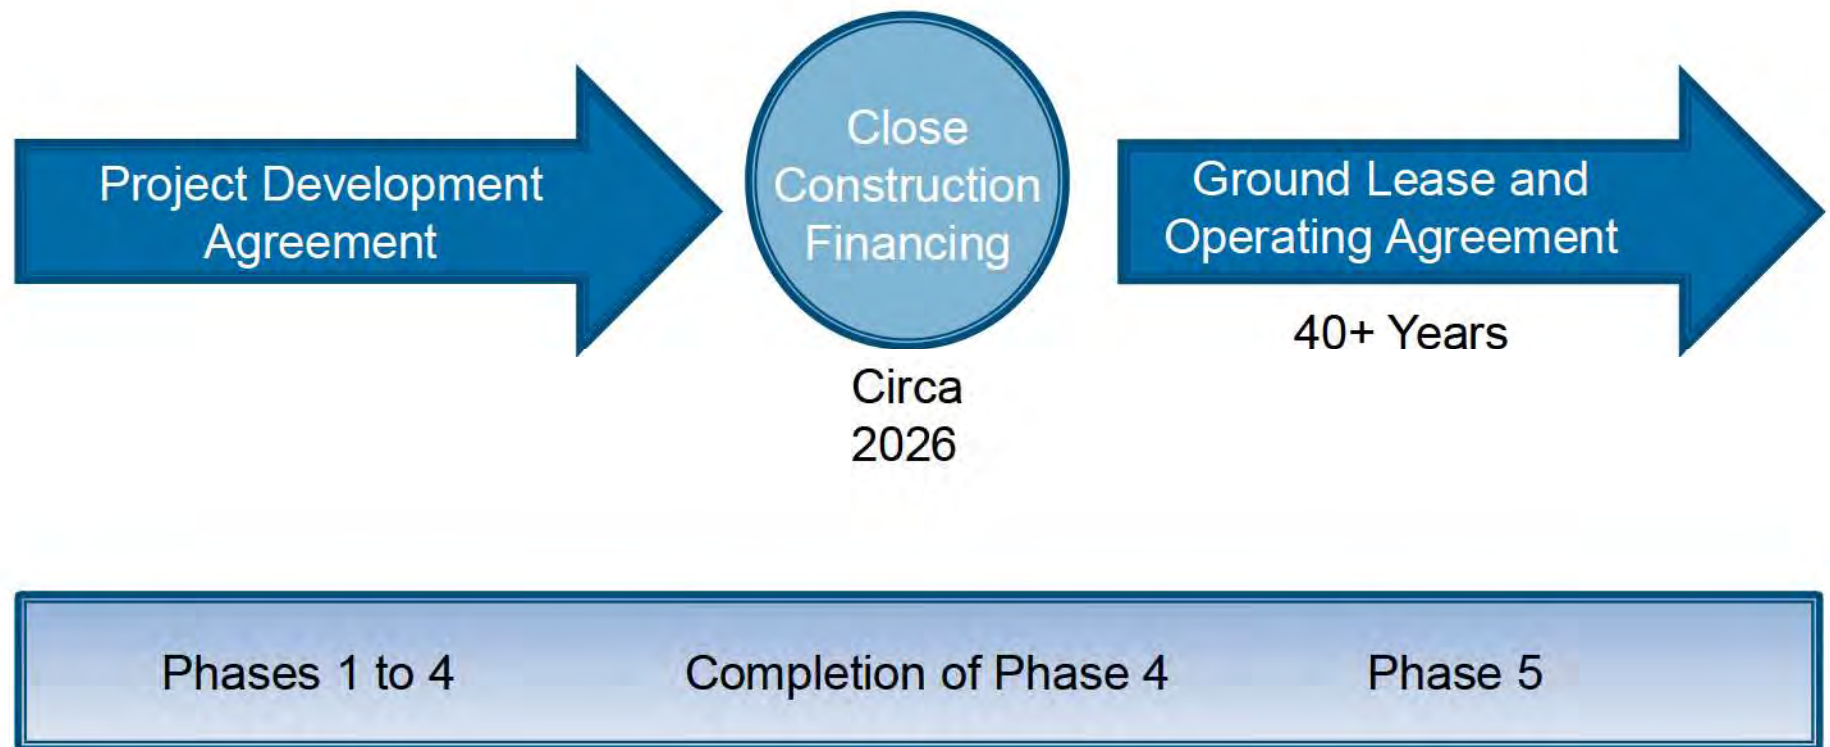 Project Development
Agreement
Close
Construction
Financing
Circa
2026
Ground Lease and
Operating Agreement
40+ Years
Phases 1 to 4
Completion of Phase 4
Phase 5